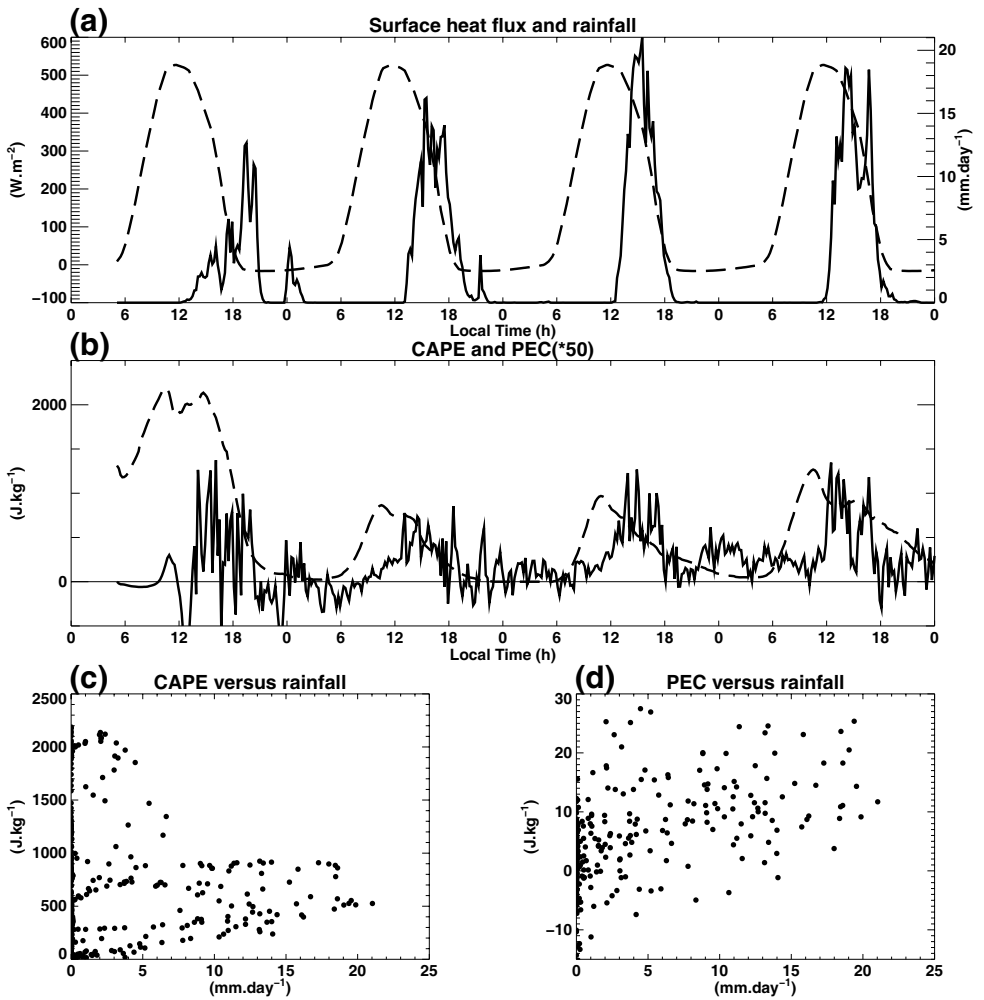 (a) Surface heat flux and rainfall
600
500
400
300
200
100
0
−100
(W.m−2)
20
15
10
5
0
(mm.day−1)
0 6 12 18 0 6 12 18 0 6 12 18 0 6 12 18 0
Local Time (h)
(b) CAPE and PEC(*50)
2000
1000
0
(J.kg−1)
0 6 12 18 0 6 12 18 0 6 12 18 0 6 12 18 0
Local Time (h)
(c) CAPE versus rainfall
2500
2000
1500
1000
500
0
(J.kg−1)
0 5 10 15 20 25
(mm.day−1)
(d) PEC versus rainfall
30
20
10
0
−10
(J.kg−1)
0 5 10 15 20 25
(mm.day−1)